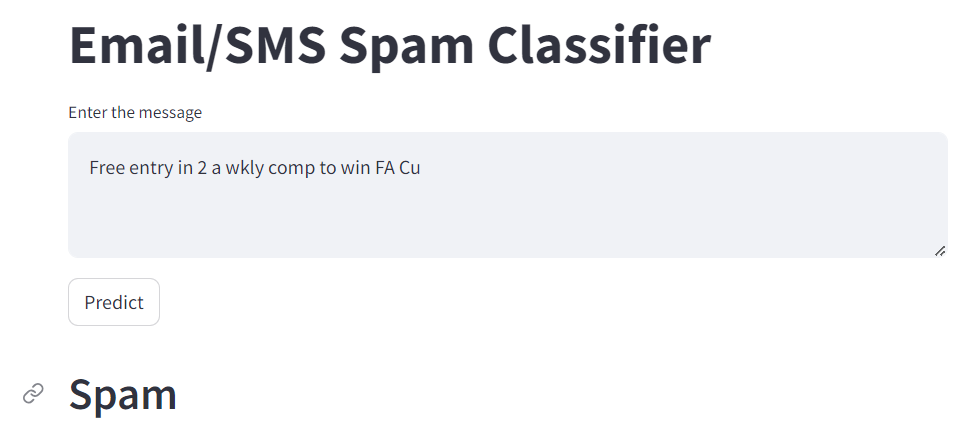 Email/SMS Spam Classifier
Enter the message
Free entry in 2 a wkly comp to win FA Cu
Predict
Spam